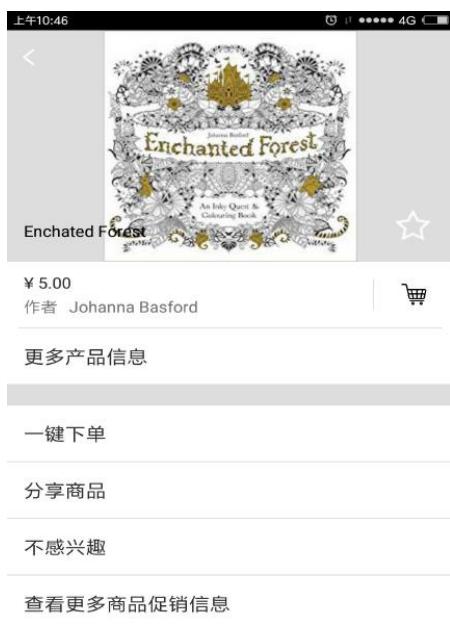 上午10:46
4G
Johanna Basford
Enchanted Forest
An Inky Quest &
Colouring Book
Enchated Forest
¥ 5.00
作者 Johanna Basford
更多产品信息
一键下单
分享商品
不感兴趣
查看更多商品促销信息